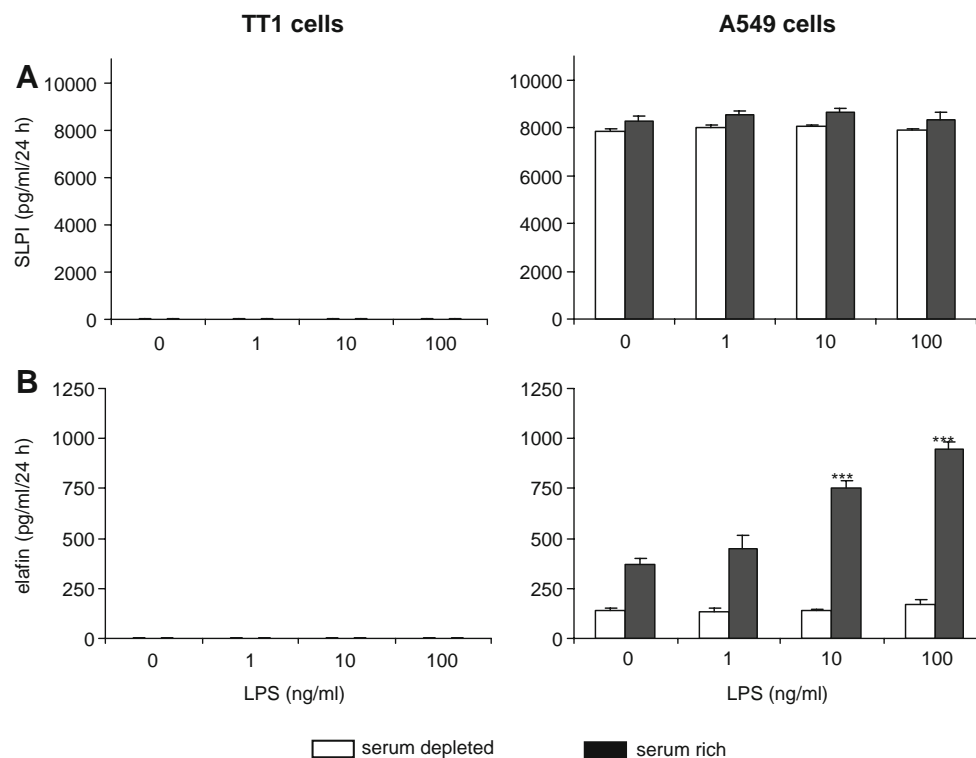 TT1 cells
A549 cells
A
SLPI (pg/ml/24 h)
10000
8000
6000
4000
2000
0
0 1 10 100
10000
8000
6000
4000
2000
0
0 1 10 100
B
elafin (pg/ml/24 h)
1250
1000
750
500
250
0
0 1 10 100
LPS (ng/ml)
1250
1000
750
500
250
0
*** ***
0 1 10 100
LPS (ng/ml)
serum depleted
serum rich